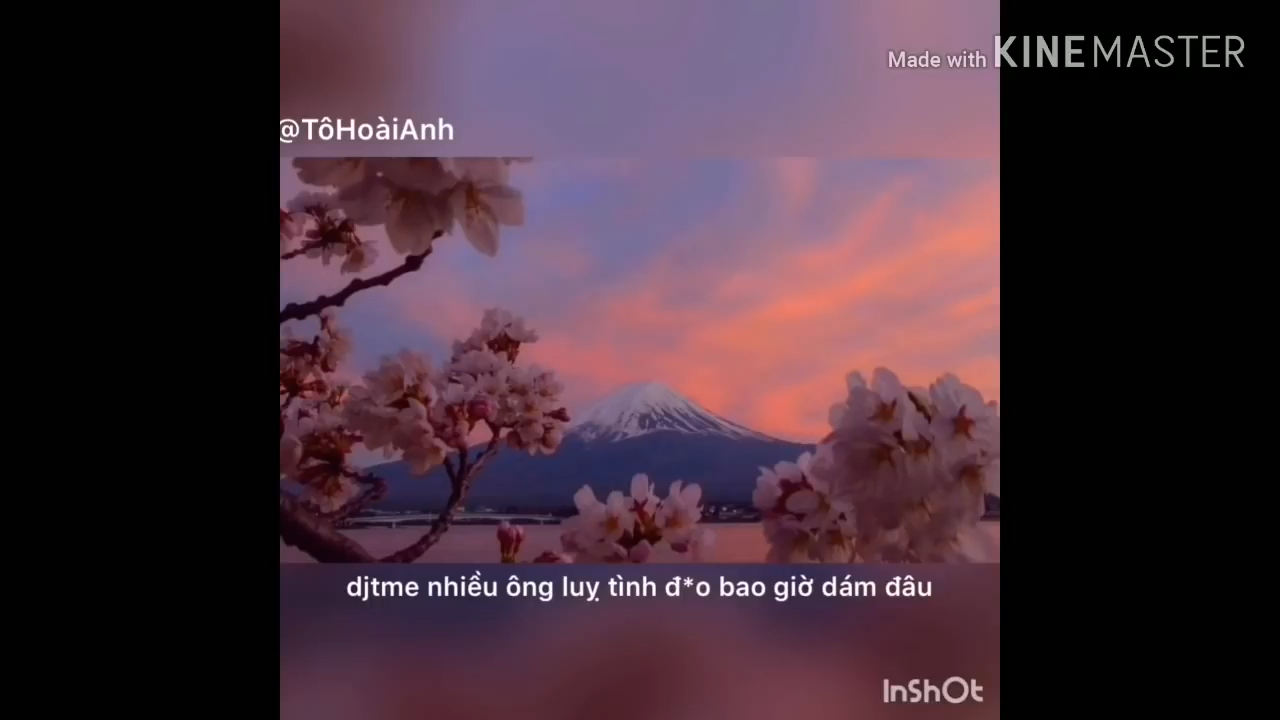 Made with KINEMASTER
@TôHoàiAnh
djtme nhiều ông luỵ tình đ*o bao giờ dám đâu
InShOt